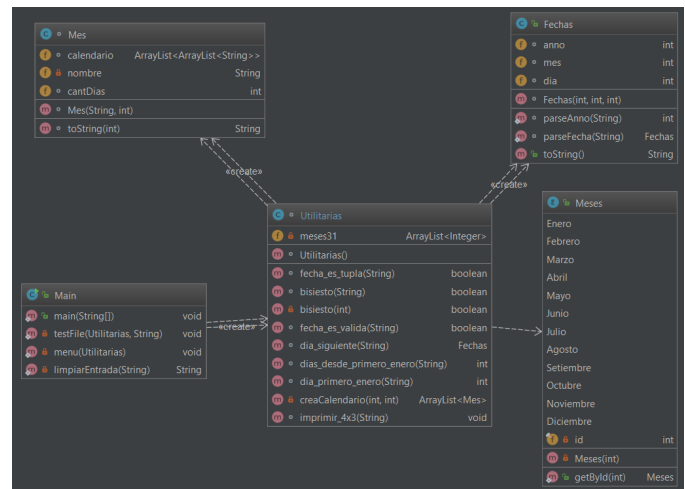 Mes
calendario ArrayList<ArrayList<String>>
nombre String
cantDias int
Mes(String, int)
toString(int) String
Fechas
anno int
mes int
dia int
Fechas(int, int, int)
parseAnno(String) int
parseFecha(String) Fechas
toString() String
«create»
«create»
Utilitarias
meses31 ArrayList<Integer>
Utilitarias()
fecha_es_tupla(String) boolean
bisiesto(String) boolean
bisiesto(int) boolean
fecha_es_valida(String) boolean
dia_siguiente(String) Fechas
dias_desde_primero_enero(String) int
dia_primero_enero(String) int
creaCalendario(int, int) ArrayList<Mes>
imprimir_4x3(String) void
Meses
Enero
Febrero
Marzo
Abril
Mayo
Junio
Julio
Agosto
Setiembre
Octubre
Noviembre
Diciembre
id int
Meses(int)
getById(int) Meses
Main
main(String[]) void
testFile(Utilitarias, String) void
menu(Utilitarias) void
limpiarEntrada(String) String
«create»